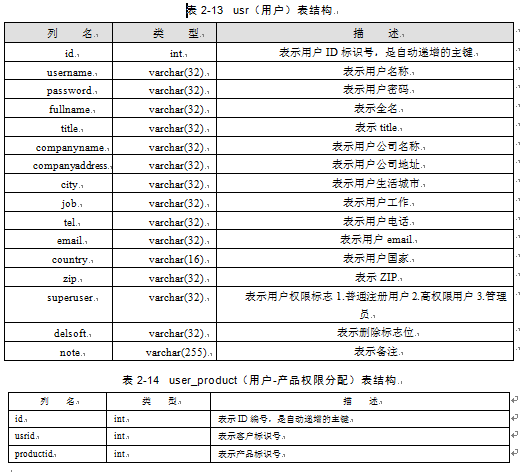 表 2-13 usr（用户）表结构
列 名 类 型 描 述
id int 表示用户 ID 标识号，是自动递增的主键
username varchar(32) 表示用户名称
password varchar(32) 表示用户密码
fullname varchar(32) 表示全名
title varchar(32) 表示 title
companyname varchar(32) 表示用户公司名称
companyaddress varchar(32) 表示用户公司地址
city varchar(32) 表示用户生活城市
job varchar(32) 表示用户工作
tel varchar(32) 表示用户电话
email varchar(32) 表示用户 email
country varchar(16) 表示用户国家
zip varchar(32) 表示 ZIP
superuser varchar(32) 表示用户权限标志 1.普通注册用户 2.高权限用户 3.管理
员
delsoft varchar(32) 表示删除标志位
note varchar(255) 表示备注
表 2-14 user_product（用户-产品权限分配）表结构
列 名 类 型 描 述
id int 表示 ID 编号，是自动递增的主键
usrid int 表示客户标识号
productid int 表示产品标识号